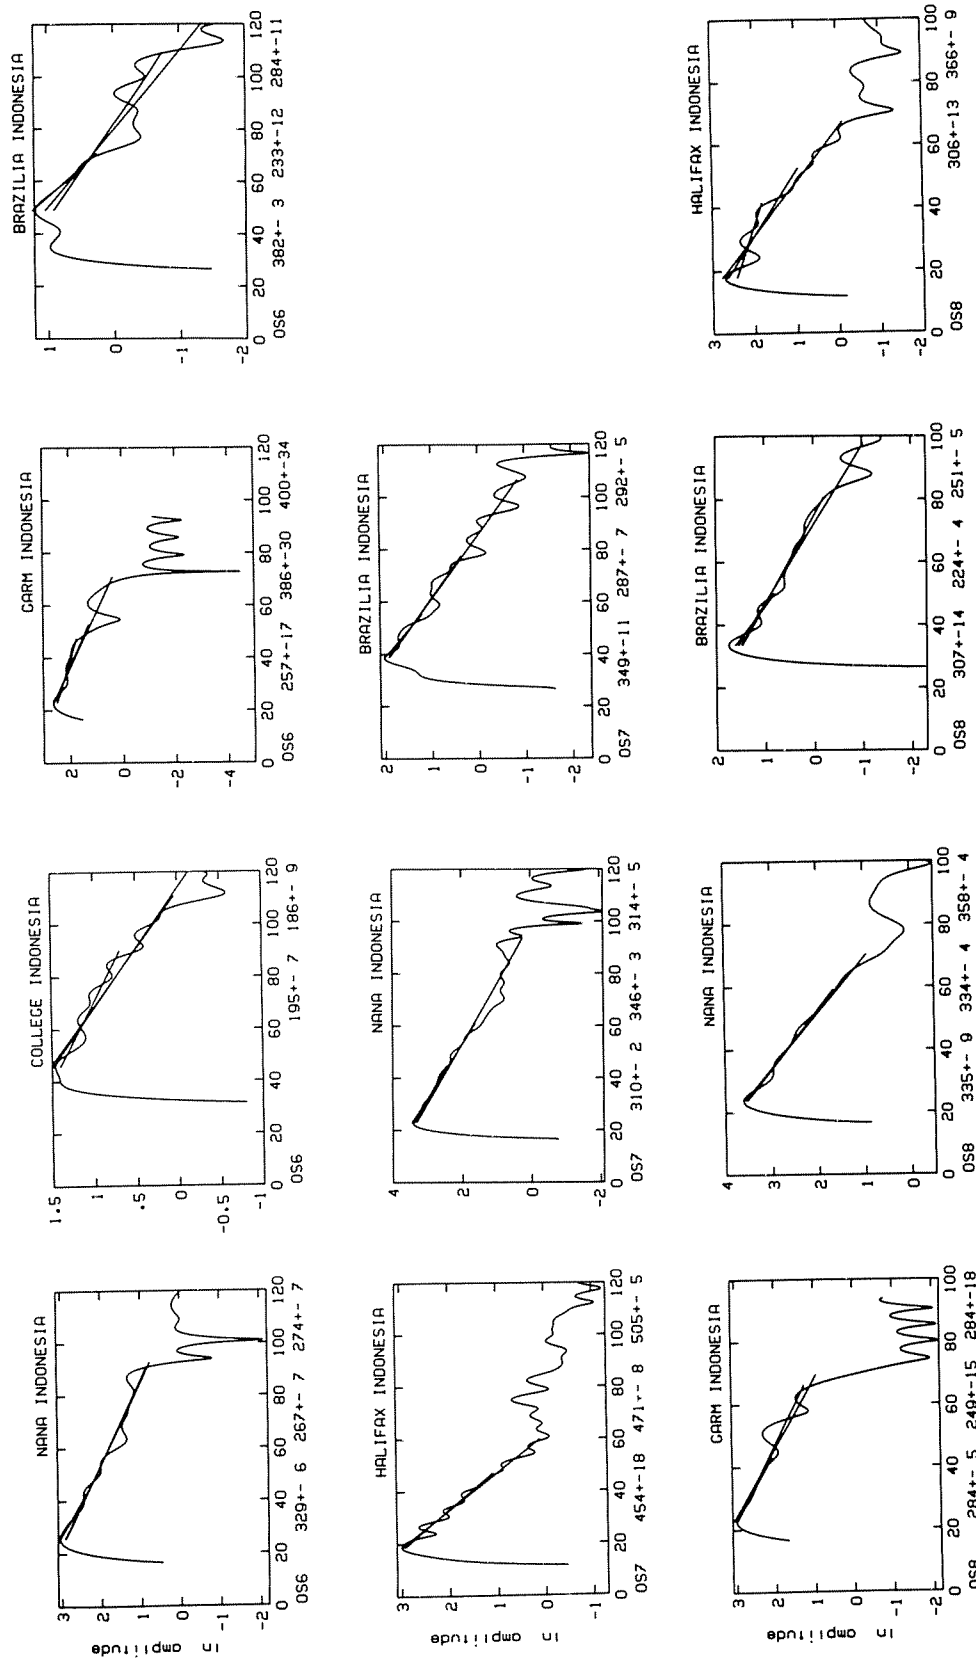 NANA INDONESIA
ln amplitude
3
2
1
0
-1
-2
0 20 40 60 80 100 120
0S6 329+- 6 267+- 7 274+- 7
COLLEGE INDONESIA
1.5
1
.5
0
-0.5
-1
0 20 40 60 80 100 120
0S6 195+- 7 186+- 9
GARM INDONESIA
2
0
-2
-4
0 20 40 60 80 100 120
0S6 257+-17 386+-30 400+-34
BRAZILIA INDONESIA
1
0
-1
-2
0 20 40 60 80 100 120
0S6 382+- 3 233+-12 284+-11
HALIFAX INDONESIA
ln amplitude
3
2
1
0
-1
0 20 40 60 80 100 120
0S7 454+-18 471+- 8 505+- 5
NANA INDONESIA
4
2
0
-2
0 20 40 60 80 100 120
0S7 310+- 2 346+- 3 314+- 5
BRAZILIA INDONESIA
2
1
0
-1
-2
0 20 40 60 80 100 120
0S7 349+-11 287+- 7 292+- 5
GARM INDONESIA
ln amplitude
3
2
1
0
-1
-2
0 20 40 60 80 100
0S8 284+- 5 249+-15 284+-18
NANA INDONESIA
4
3
2
1
0
0 20 40 60 80 100
0S8 335+- 9 334+- 4 358+- 4
BRAZILIA INDONESIA
2
1
0
-1
-2
0 20 40 60 80 100
0S8 307+-14 224+- 4 251+- 5
HALIFAX INDONESIA
3
2
1
0
-1
-2
0 20 40 60 80 100
0S8 306+-13 366+- 9